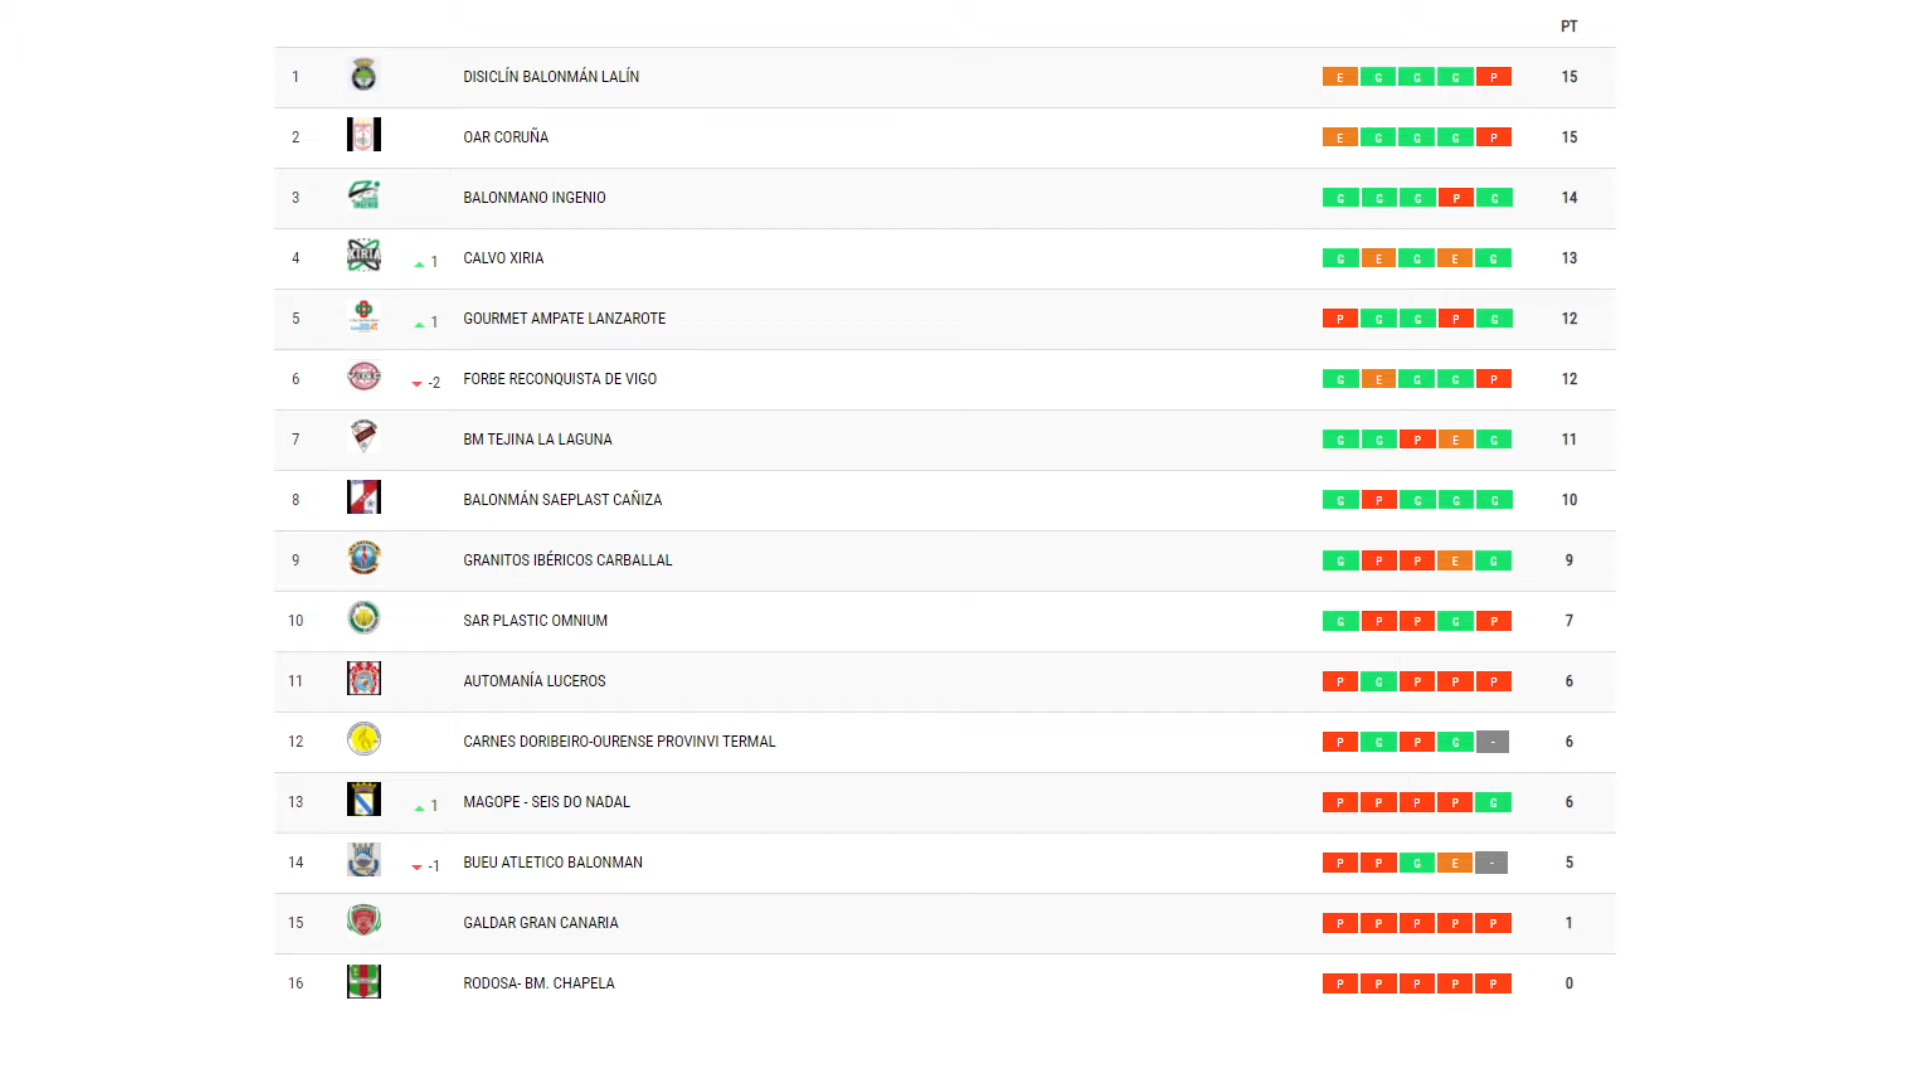 PT
1 DISICLÍN BALONMÁN LALÍN E G G G P 15
2 OAR CORUÑA E G G G P 15
3 BALONMANO INGENIO G G G P G 14
4 XIRIA 1 CALVO XIRIA G E G E G 13
5 1 GOURMET AMPATE LANZAROTE P G G P G 12
6 -2 FORBE RECONQUISTA DE VIGO G E G G P 12
7 BM TEJINA LA LAGUNA G G P E G 11
8 BALONMÁN SAEPLAST CAÑIZA G P G G G 10
9 GRANITOS IBÉRICOS CARBALLAL G P P E G 9
10 SAR PLASTIC OMNIUM G P P G P 7
11 AUTOMANÍA LUCEROS P G P P P 6
12 CARNES DORIBEIRO-OURENSE PROVINVI TERMAL P G P G - 6
13 1 MAGOPE - SEIS DO NADAL P P P P G 6
14 -1 BUEU ATLETICO BALONMAN P P G E - 5
15 GALDAR GRAN CANARIA P P P P P 1
16 RODOSA- BM. CHAPELA P P P P P 0